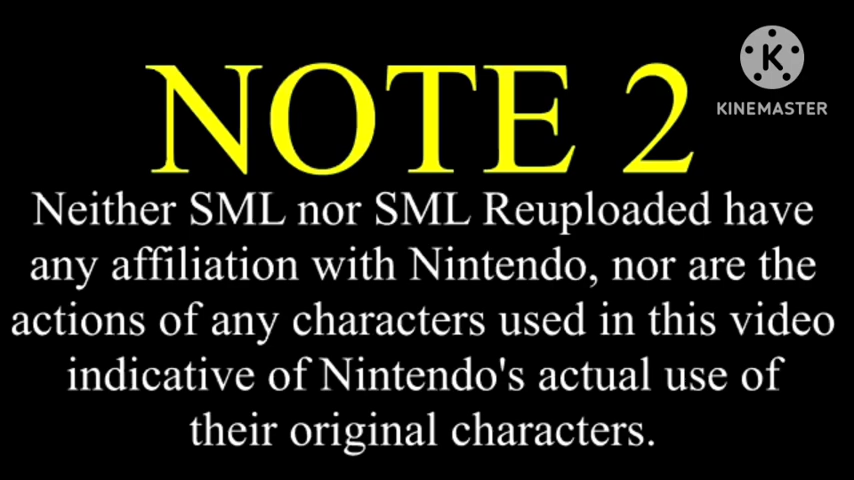 NOTE 2
KINEMASTER
Neither SML nor SML Reuploaded have
any affiliation with Nintendo, nor are the
actions of any characters used in this video
indicative of Nintendo's actual use of
their original characters.